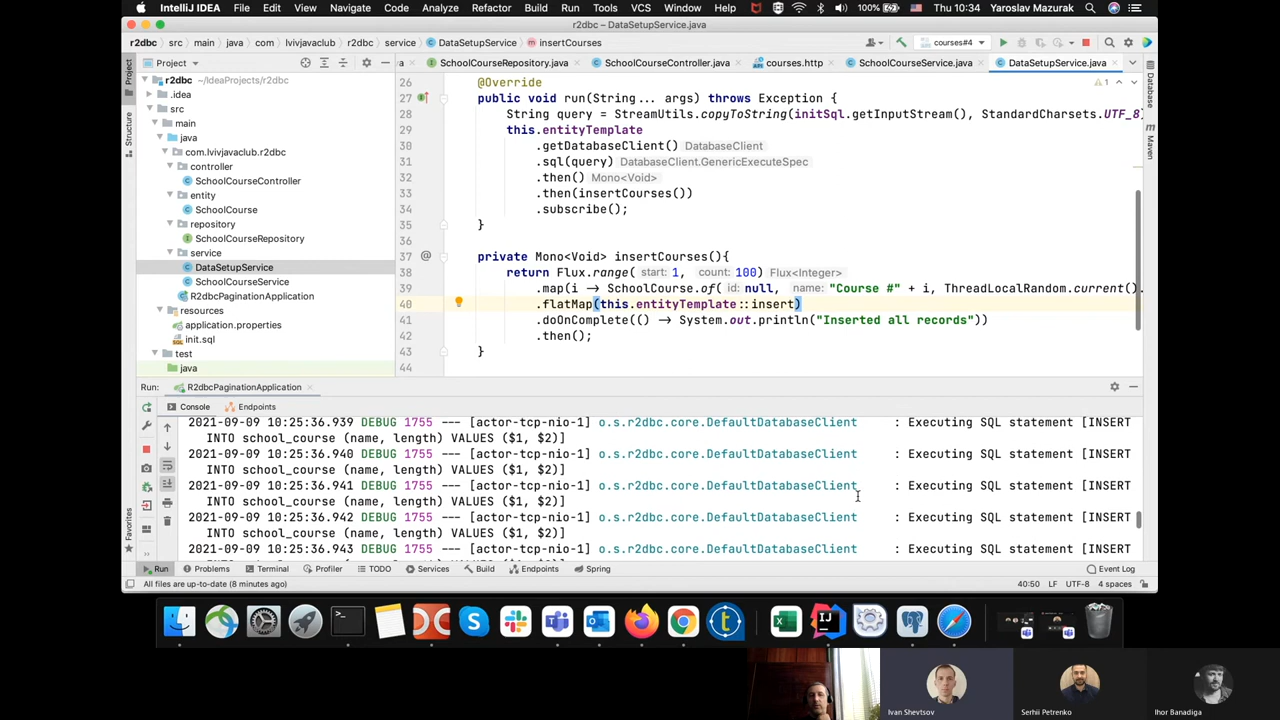 IntelliJ IDEA File Edit View Navigate Code Analyze Refactor Build Run Tools VCS Window Help 100% Thu 10:34 Yaroslav Mazurak
r2dbc – DataSetupService.java
r2dbc src main java com lvivjavaclub r2dbc service DataSetupService insertCourses courses#4
Project
.java SchoolCourseRepository.java SchoolCourseController.java courses.http SchoolCourseService.java DataSetupService.java
r2dbc ~/IdeaProjects/r2dbc
.idea
src
main
java
com.lvivjavaclub.r2dbc
controller
SchoolCourseController
entity
SchoolCourse
repository
SchoolCourseRepository
service
DataSetupService
SchoolCourseService
R2dbcPaginationApplication
resources
application.properties
init.sql
test
java
Project
Structure
Favorites
26 @Override
27 public void run(String... args) throws Exception {
28 String query = StreamUtils.copyToString(initSql.getInputStream(), StandardCharsets.UTF_8)
29 this.entityTemplate
30 .getDatabaseClient() DatabaseClient
31 .sql(query) DatabaseClient.GenericExecuteSpec
32 .then() Mono<Void>
33 .then(insertCourses())
34 .subscribe();
35 }
36
37 private Mono<Void> insertCourses(){
38 return Flux.range( start: 1, count: 100) Flux<Integer>
39 .map(i -> SchoolCourse.of( id: null, name: "Course #" + i, ThreadLocalRandom.current().
40 .flatMap(this.entityTemplate::insert)
41 .doOnComplete(() -> System.out.println("Inserted all records"))
42 .then();
43 }
44
1
Database
Maven
Run: R2dbcPaginationApplication
Console Endpoints
2021-09-09 10:25:36.939 DEBUG 1755 --- [actor-tcp-nio-1] o.s.r2dbc.core.DefaultDatabaseClient : Executing SQL statement [INSERT
INTO school_course (name, length) VALUES ($1, $2)]
2021-09-09 10:25:36.940 DEBUG 1755 --- [actor-tcp-nio-1] o.s.r2dbc.core.DefaultDatabaseClient : Executing SQL statement [INSERT
INTO school_course (name, length) VALUES ($1, $2)]
2021-09-09 10:25:36.941 DEBUG 1755 --- [actor-tcp-nio-1] o.s.r2dbc.core.DefaultDatabaseClient : Executing SQL statement [INSERT
INTO school_course (name, length) VALUES ($1, $2)]
2021-09-09 10:25:36.942 DEBUG 1755 --- [actor-tcp-nio-1] o.s.r2dbc.core.DefaultDatabaseClient : Executing SQL statement [INSERT
INTO school_course (name, length) VALUES ($1, $2)]
2021-09-09 10:25:36.943 DEBUG 1755 --- [actor-tcp-nio-1] o.s.r2dbc.core.DefaultDatabaseClient : Executing SQL statement [INSERT
Run Problems Terminal Profiler TODO Services Build Endpoints Spring Event Log
All files are up-to-date (8 minutes ago) 40:50 LF UTF-8 4 spaces
Ivan Shevtsov
Serhii Petrenko
Ihor Banadiga